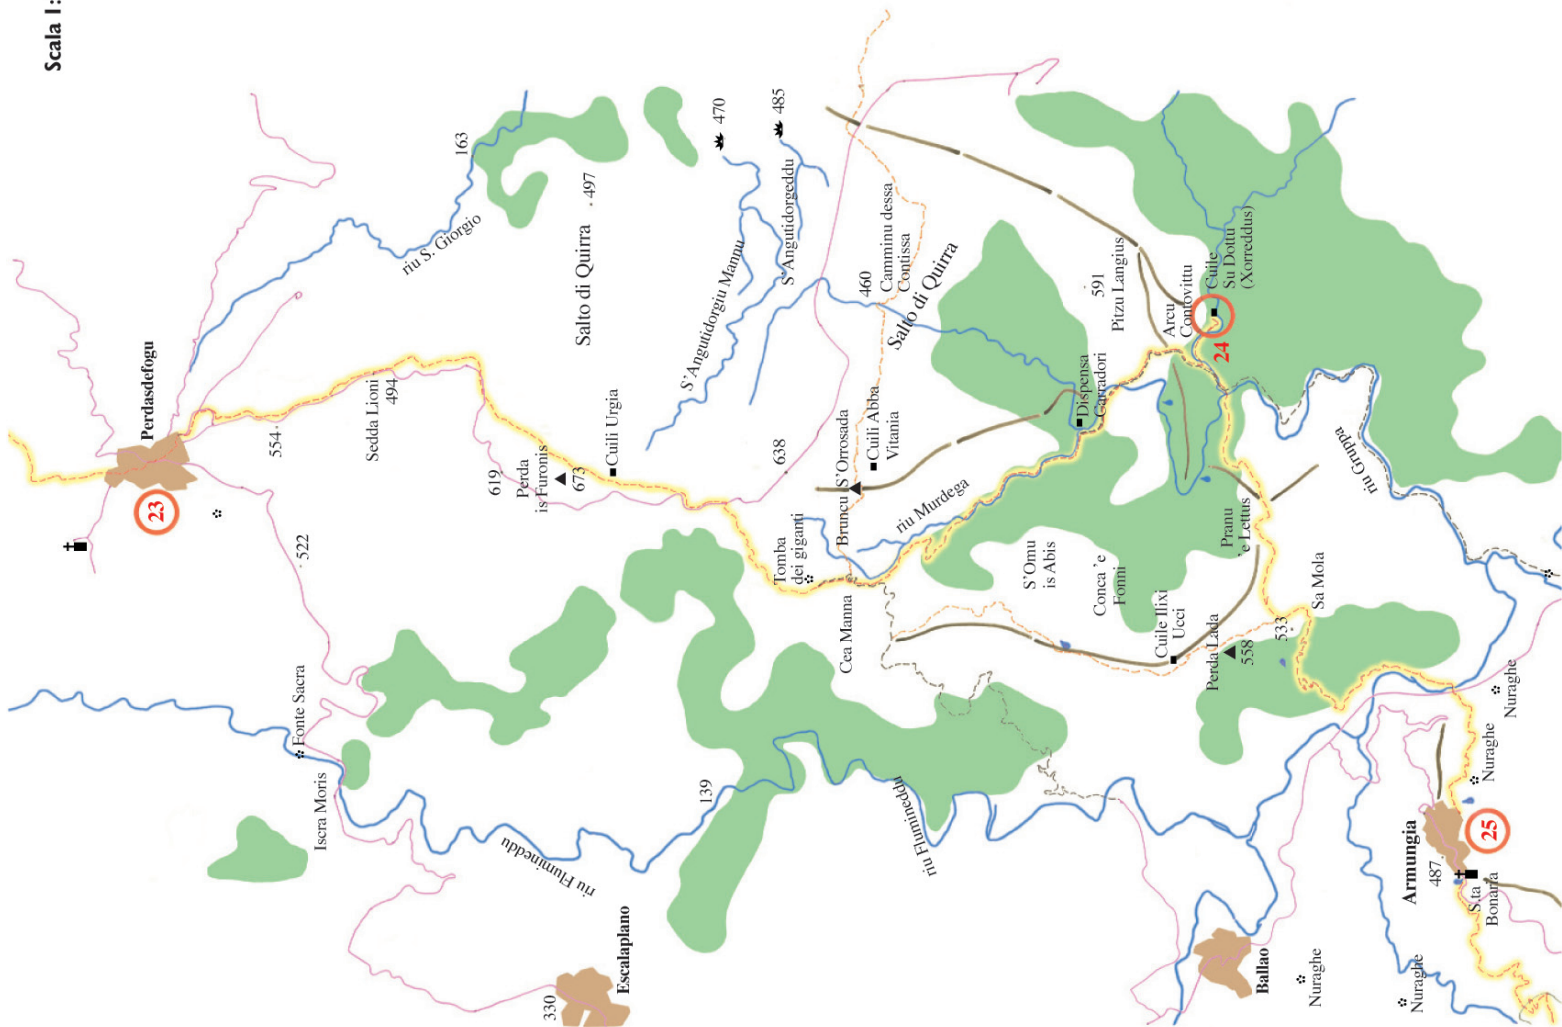 Scala 1:
Perdasdefogu
23
163
riu S. Giorgio
554
Sedda Lioni
494
522
619
Perda
is Furonis
673
Cuili Urgia
497
Salto di Quirra
470
485
S'Angutidorgiu Mannu
S'Angutidorgeddu
638
460
Camminu dessa
Contissa
Salto di Quirra
Bruncu S'Orrosada
Cuili Abba
Vitania
riu Murdega
Tomba
dei giganti
Cea Manna
S'Omu
is Abis
Conca 'e
Fonni
Cuile Ilixi
Ucci
Dispensa
Carradori
591
Pitzu Langius
Arcu
Contovittu
Cuile
Su Dottu
(Xorreddus)
24
Pranu
'e Lettus
riu Gruppa
Sa Mola
533
Perda Lada
558
Fonte Sacra
Iscra Moris
139
riu Flumineddu
riu Flumineddu
330
Escalaplano
Ballao
Nuraghe
Nuraghe
Nuraghe
Nuraghe
Armungia
487
25
S.ta
Bonaria